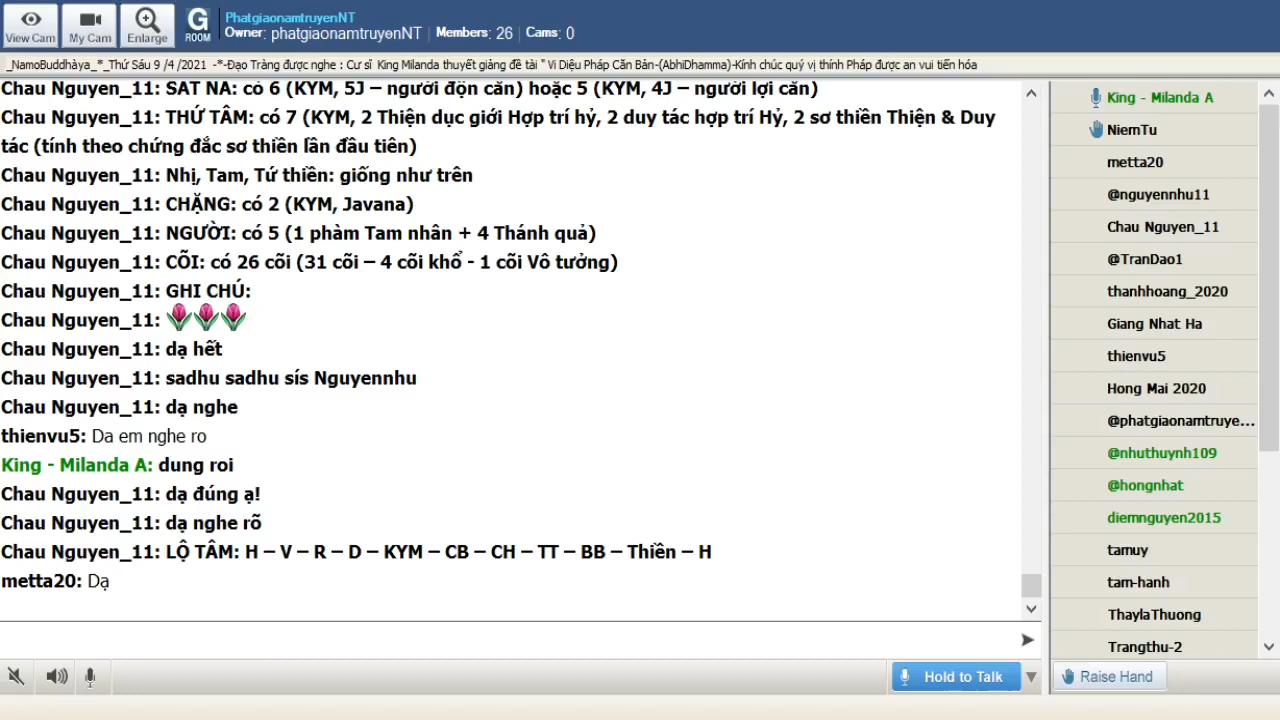 View Cam
My Cam
Enlarge
G
ROOM
PhatgiaonamtruyenNT
Owner: phatgiaonamtruyenNT | Members: 26 | Cams: 0
_NamoBuddhàya_*_Thứ Sáu 9 /4 /2021 -*-Đạo Tràng được nghe : Cư sĩ King Milanda thuyết giảng đề tài " Vi Diệu Pháp Căn Bản-(AbhiDhamma)-Kính chúc quý vị thính Pháp được an vui tiến hóa
Chau Nguyen_11: SÁT NA: có 6 (KYM, 5J – người độn căn) hoặc 5 (KYM, 4J – người lợi căn)
Chau Nguyen_11: THỨ TÂM: có 7 (KYM, 2 Thiện dục giới Hợp trí hỷ, 2 duy tác hợp trí Hỷ, 2 sơ thiền Thiện & Duy
tác (tính theo chứng đắc sơ thiền lần đầu tiên)
Chau Nguyen_11: Nhị, Tam, Tứ thiền: giống như trên
Chau Nguyen_11: CHẶNG: có 2 (KYM, Javana)
Chau Nguyen_11: NGƯỜI: có 5 (1 phàm Tam nhân + 4 Thánh quả)
Chau Nguyen_11: CÕI: có 26 cõi (31 cõi – 4 cõi khổ - 1 cõi Vô tưởng)
Chau Nguyen_11: GHI CHÚ:
Chau Nguyen_11:
Chau Nguyen_11: dạ hết
Chau Nguyen_11: sadhu sadhu sís Nguyennhu
Chau Nguyen_11: dạ nghe
thienvu5: Da em nghe ro
King - Milanda A: dung roi
Chau Nguyen_11: dạ đúng ạ!
Chau Nguyen_11: dạ nghe rõ
Chau Nguyen_11: LỘ TÂM: H – V – R – D – KYM – CB – CH – TT – BB – Thiền – H
metta20: Dạ
King - Milanda A
NiemTu
metta20
@nguyennhu11
Chau Nguyen_11
@TranDao1
thanhhoang_2020
Giang Nhat Ha
thienvu5
Hong Mai 2020
@phatgiaonamtruye...
@nhuthuynh109
@hongnhat
diemnguyen2015
tamuy
tam-hanh
ThaylaThuong
Trangthu-2
Hold to Talk
Raise Hand